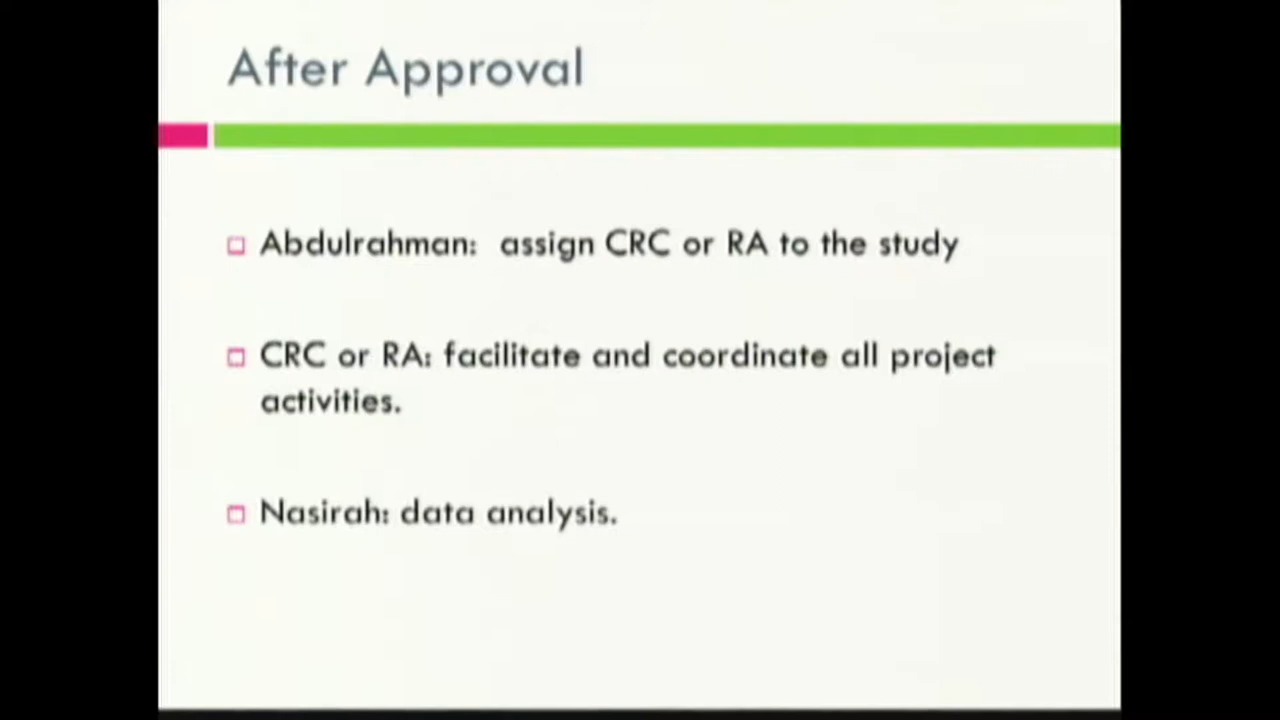 After Approval
Abdulrahman:  assign CRC or RA to the study
CRC or RA: facilitate and coordinate all project
activities.
Nasirah: data analysis.